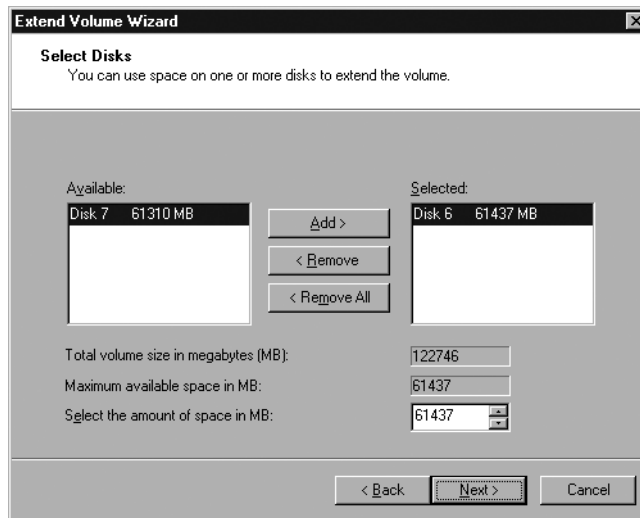 Extend Volume Wizard
Select Disks
You can use space on one or more disks to extend the volume.
Available:
Selected:
Disk 7 61310 MB
Disk 6 61437 MB
Add >
< Remove
< Remove All
Total volume size in megabytes (MB): 122746
Maximum available space in MB: 61437
Select the amount of space in MB: 61437
< Back
Next >
Cancel